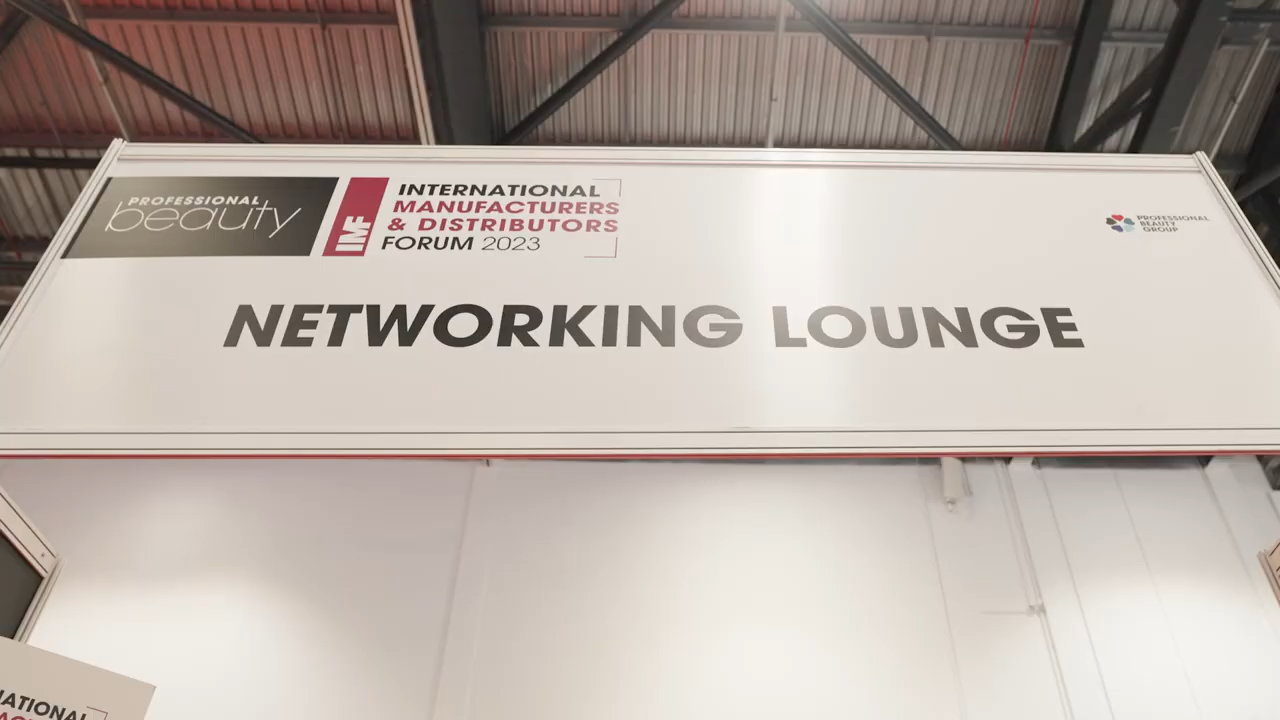 PROFESSIONAL
beauty
IMF
INTERNATIONAL
MANUFACTURERS
& DISTRIBUTORS
FORUM 2023
PROFESSIONAL
BEAUTY
GROUP
NETWORKING LOUNGE